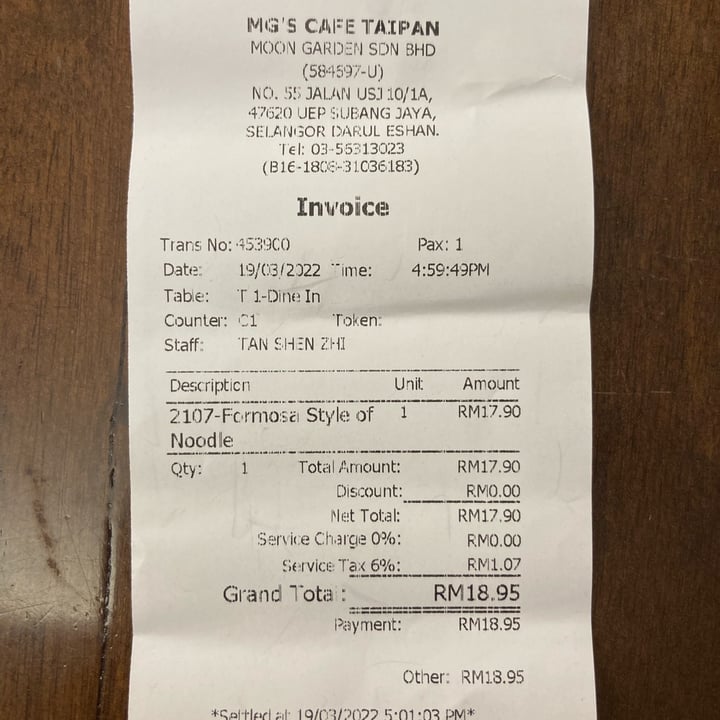 MG'S CAFE TAIPAN
MOON GARDEN SDN BHD
(584697-U)
NO. 55 JALAN USJ 10/1A,
47620 UEP SUBANG JAYA,
SELANGOR DARUL ESHAN.
Tel: 03-56313023
(B16-1808-31036183)
Invoice
Trans No: 453900 Pax: 1
Date: 19/03/2022 Time: 4:59:49PM
Table: T 1-Dine In
Counter: C1 Token:
Staff: TAN SHEN ZHI
Description Unit Amount
2107-Formosa Style of 1 RM17.90
Noodle
Qty: 1 Total Amount: RM17.90
Discount: RM0.00
Net Total: RM17.90
Service Charge 0%: RM0.00
Service Tax 6%: RM1.07
Grand Total: RM18.95
Payment: RM18.95
Other: RM18.95
*Settled at: 19/03/2022 5:01:03 PM*